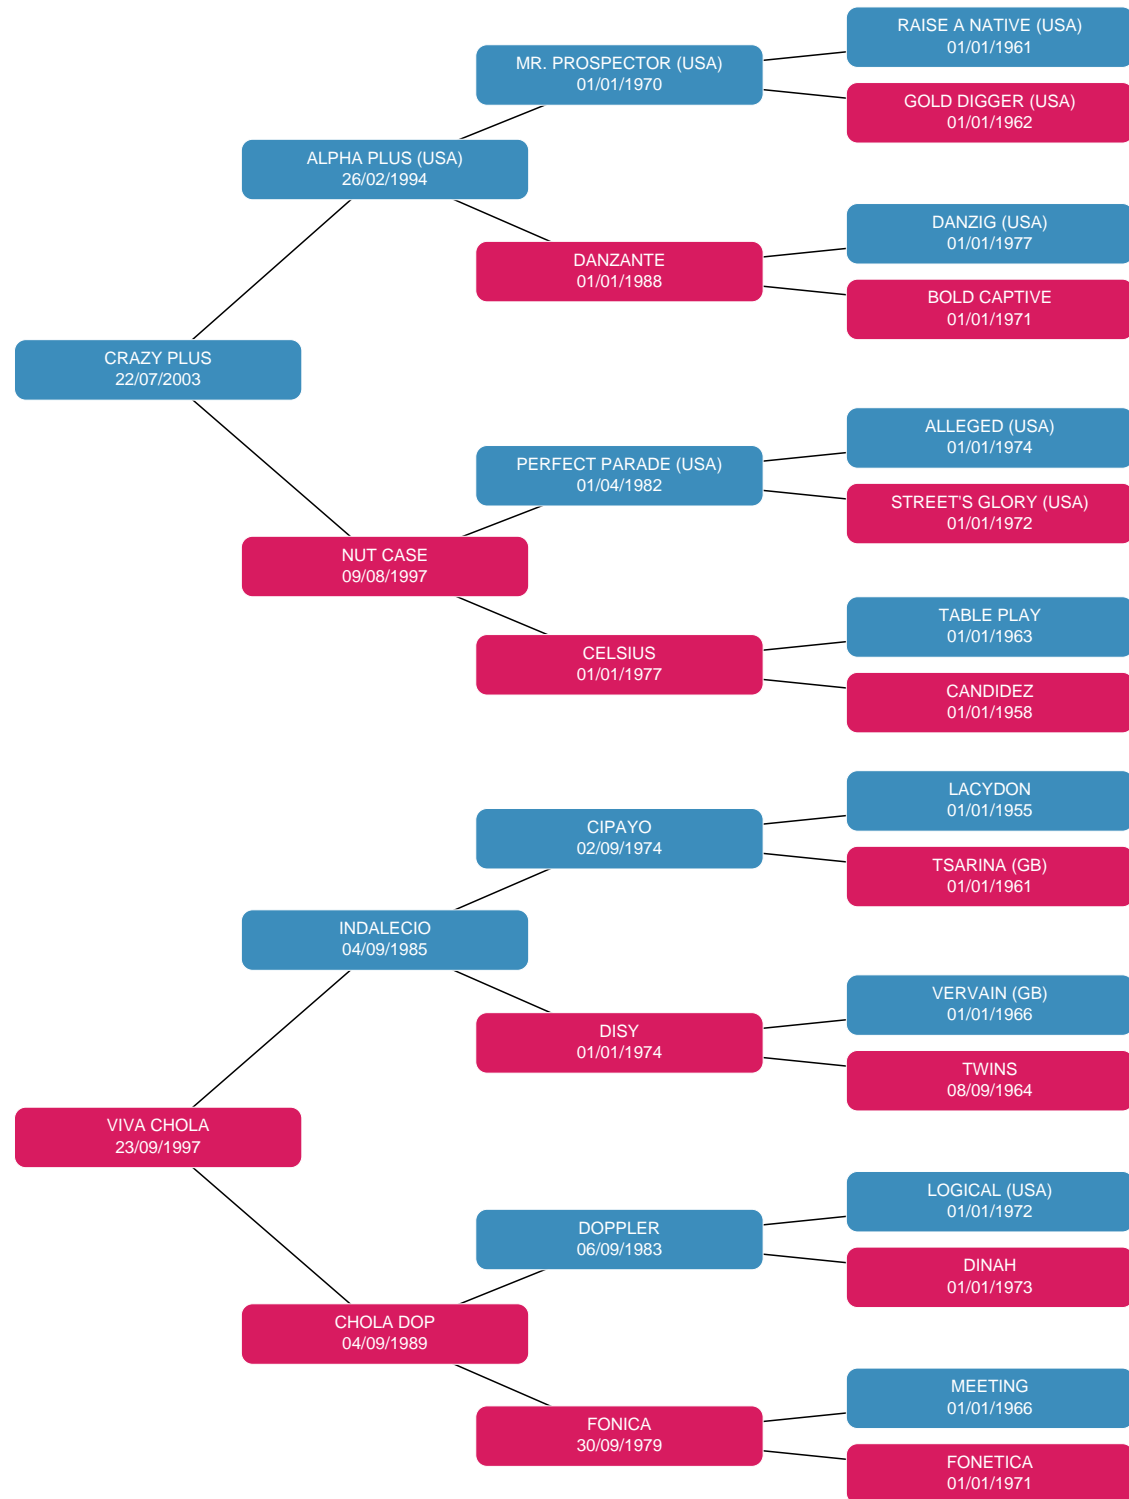 RAISE A NATIVE (USA)
01/01/1961
MR. PROSPECTOR (USA)
01/01/1970
GOLD DIGGER (USA)
01/01/1962
ALPHA PLUS (USA)
26/02/1994
DANZIG (USA)
01/01/1977
DANZANTE
01/01/1988
BOLD CAPTIVE
01/01/1971
CRAZY PLUS
22/07/2003
ALLEGED (USA)
01/01/1974
PERFECT PARADE (USA)
01/04/1982
STREET'S GLORY (USA)
01/01/1972
NUT CASE
09/08/1997
TABLE PLAY
01/01/1963
CELSIUS
01/01/1977
CANDIDEZ
01/01/1958
LACYDON
01/01/1955
CIPAYO
02/09/1974
TSARINA (GB)
01/01/1961
INDALECIO
04/09/1985
VERVAIN (GB)
01/01/1966
DISY
01/01/1974
TWINS
08/09/1964
VIVA CHOLA
23/09/1997
LOGICAL (USA)
01/01/1972
DOPPLER
06/09/1983
DINAH
01/01/1973
CHOLA DOP
04/09/1989
MEETING
01/01/1966
FONICA
30/09/1979
FONETICA
01/01/1971